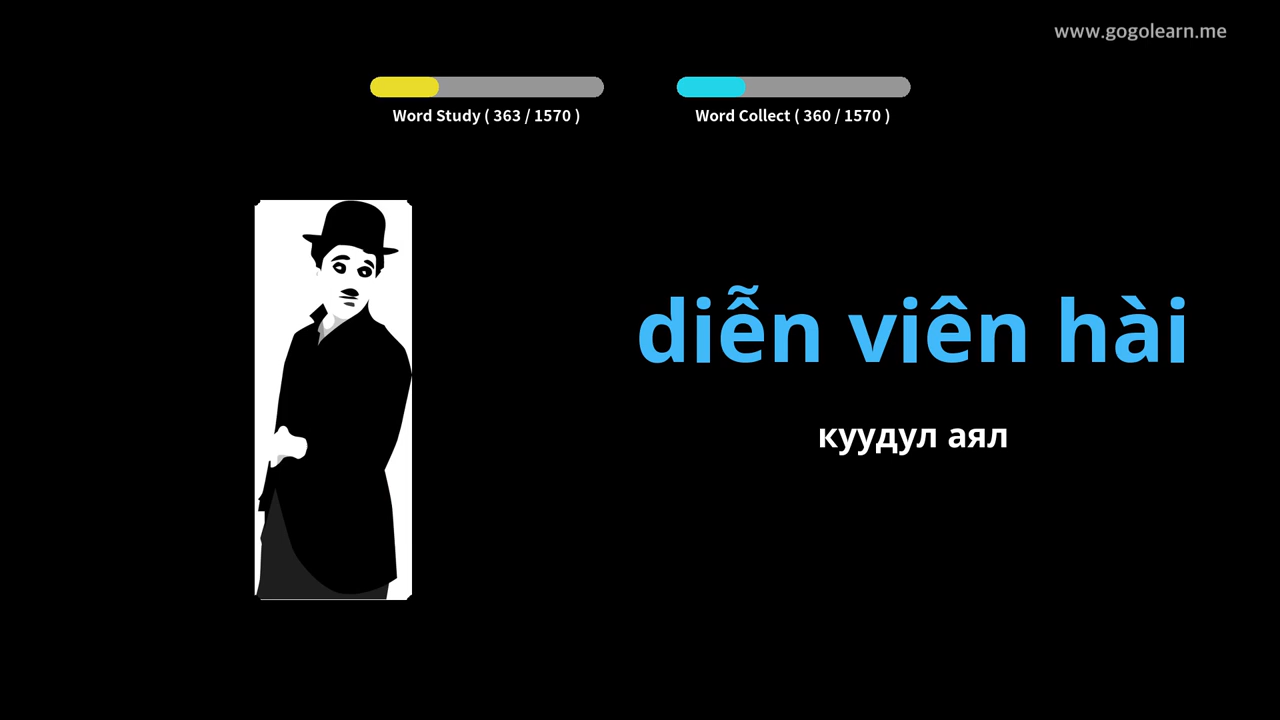 www.gogolearn.me
Word Study ( 363 / 1570 )
Word Collect ( 360 / 1570 )
diễn viên hài
куудул аял